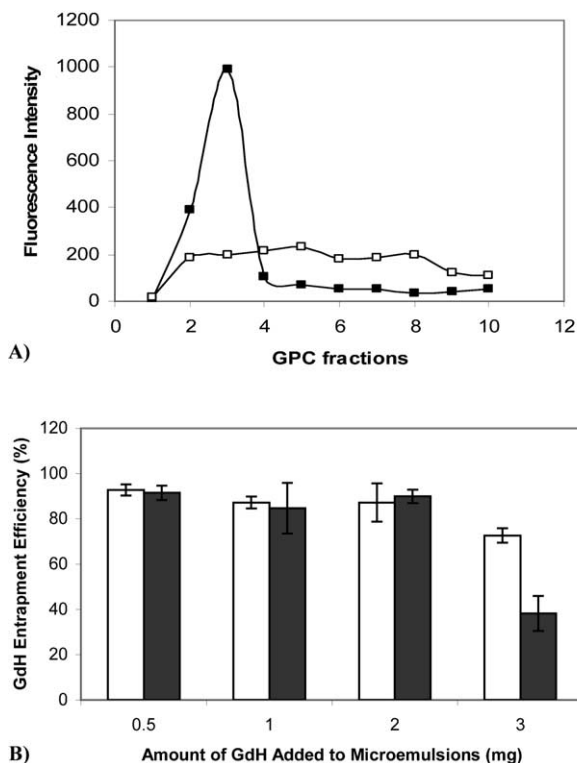 1200
1000
800
600
400
200
0
Fluorescence Intensity
0 2 4 6 8 10 12
GPC fractions
A)
120
100
80
60
40
20
0
GdH Entrapment Efficiency (%)
0.5 1 2 3
Amount of GdH Added to Microemulsions (mg)
B)